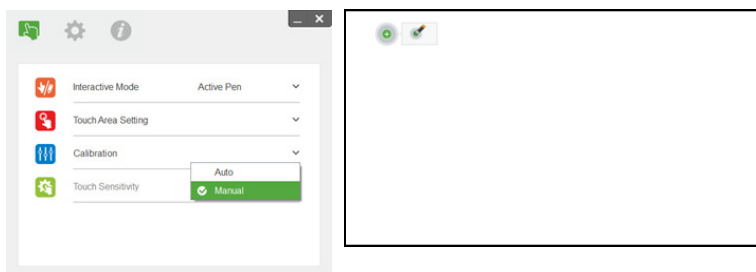 Interactive Mode Active Pen
Touch Area Setting
Calibration
Auto
Touch Sensitivity
Manual